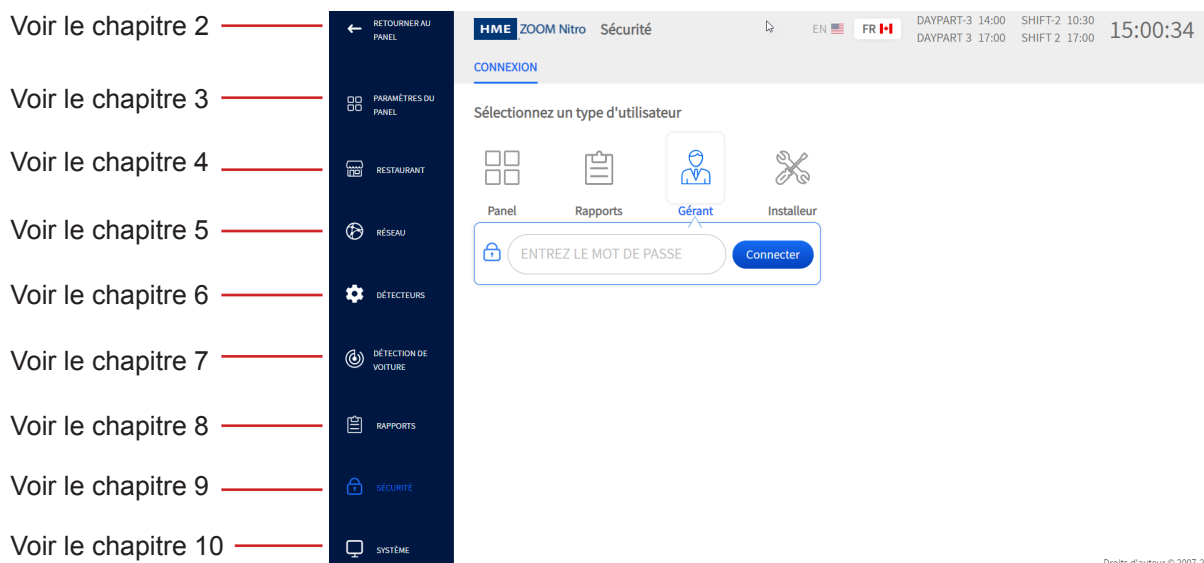 Voir le chapitre 2
Voir le chapitre 3
Voir le chapitre 4
Voir le chapitre 5
Voir le chapitre 6
Voir le chapitre 7
Voir le chapitre 8
Voir le chapitre 9
Voir le chapitre 10
RETOURNER AU
PANEL
PARAMÈTRES DU
PANEL
RESTAURANT
RÉSEAU
DÉTECTEURS
DÉTECTION DE
VOITURE
RAPPORTS
SÉCURITÉ
SYSTÈME
HME ZOOM Nitro Sécurité
EN FR
DAYPART-3 14:00 SHIFT-2 10:30
DAYPART 3 17:00 SHIFT 2 17:00
15:00:34
CONNEXION
Sélectionnez un type d'utilisateur
Panel Rapports Gérant Installeur
ENTREZ LE MOT DE PASSE Connecter